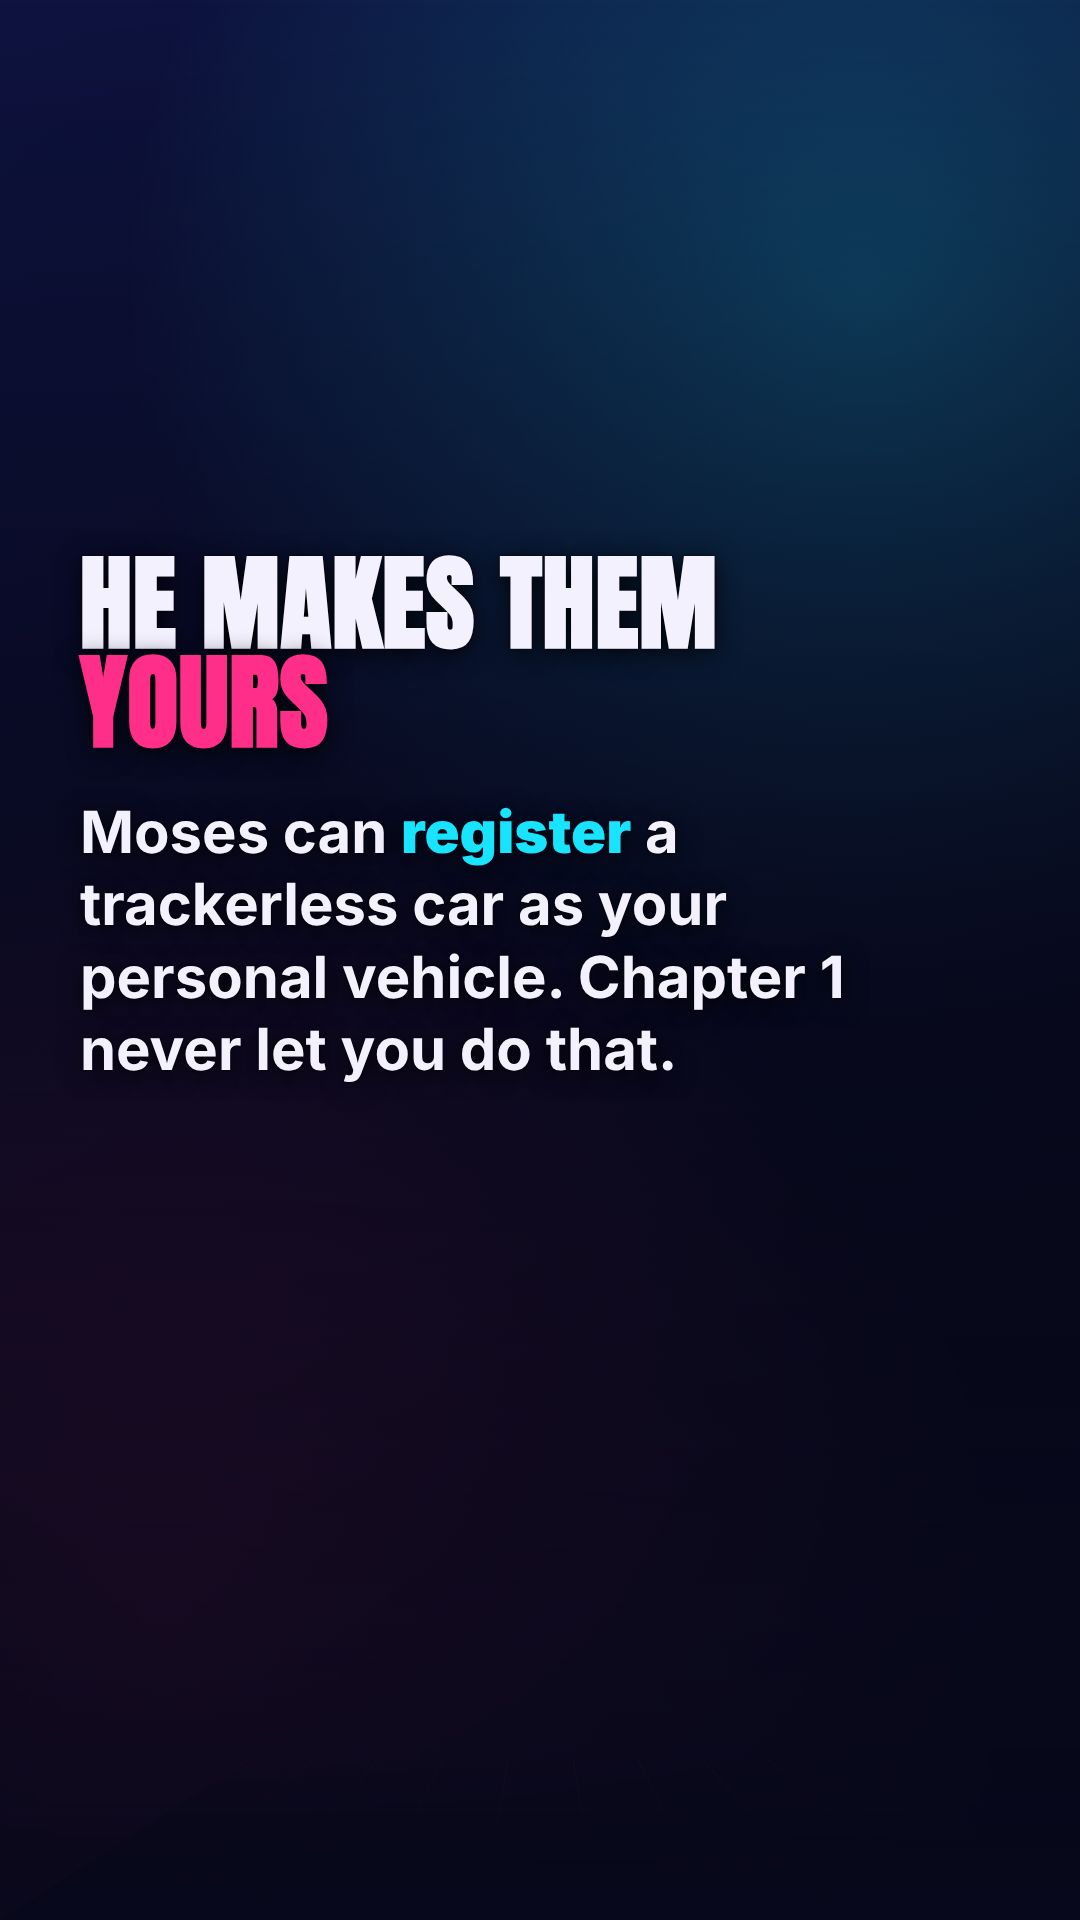 HE MAKES THEM
YOURS
Moses can register a
trackerless car as your
personal vehicle. Chapter 1
never let you do that.